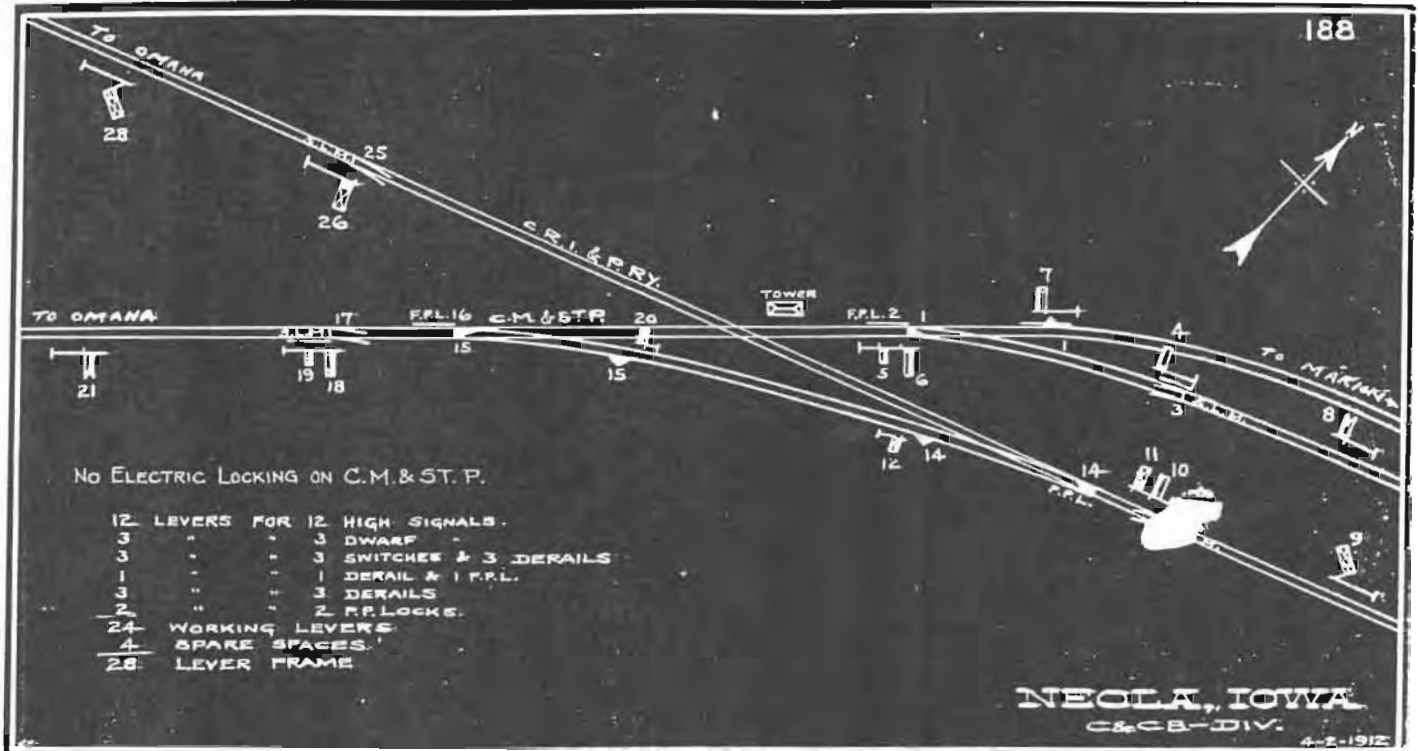 188
TO OMAHA
28
S.L.M. 25
26
C.R.I. & P. RY.
TOWER
7
TO OMAHA
17
F.P.L. 16
C.M. & ST.P.
20
F.P.L. 2
1
4
TO MARION
21
19
18
15
15
5
6
1
3
S.L.M.
8
12
14
14
F.P.L.
11
10
9
NO ELECTRIC LOCKING ON C.M. & ST. P.
12 LEVERS FOR 12 HIGH SIGNALS.
3 " " 3 DWARF "
3 " " 3 SWITCHES & 3 DERAILS
1 " " 1 DERAIL & 1 F.P.L.
3 " " 3 DERAILS
2 " " 2 F.P. LOCKS.
24 WORKING LEVERS
4 SPARE SPACES
28 LEVER FRAME
NEOLA, IOWA
C&CB-DIV.
4-2-1912